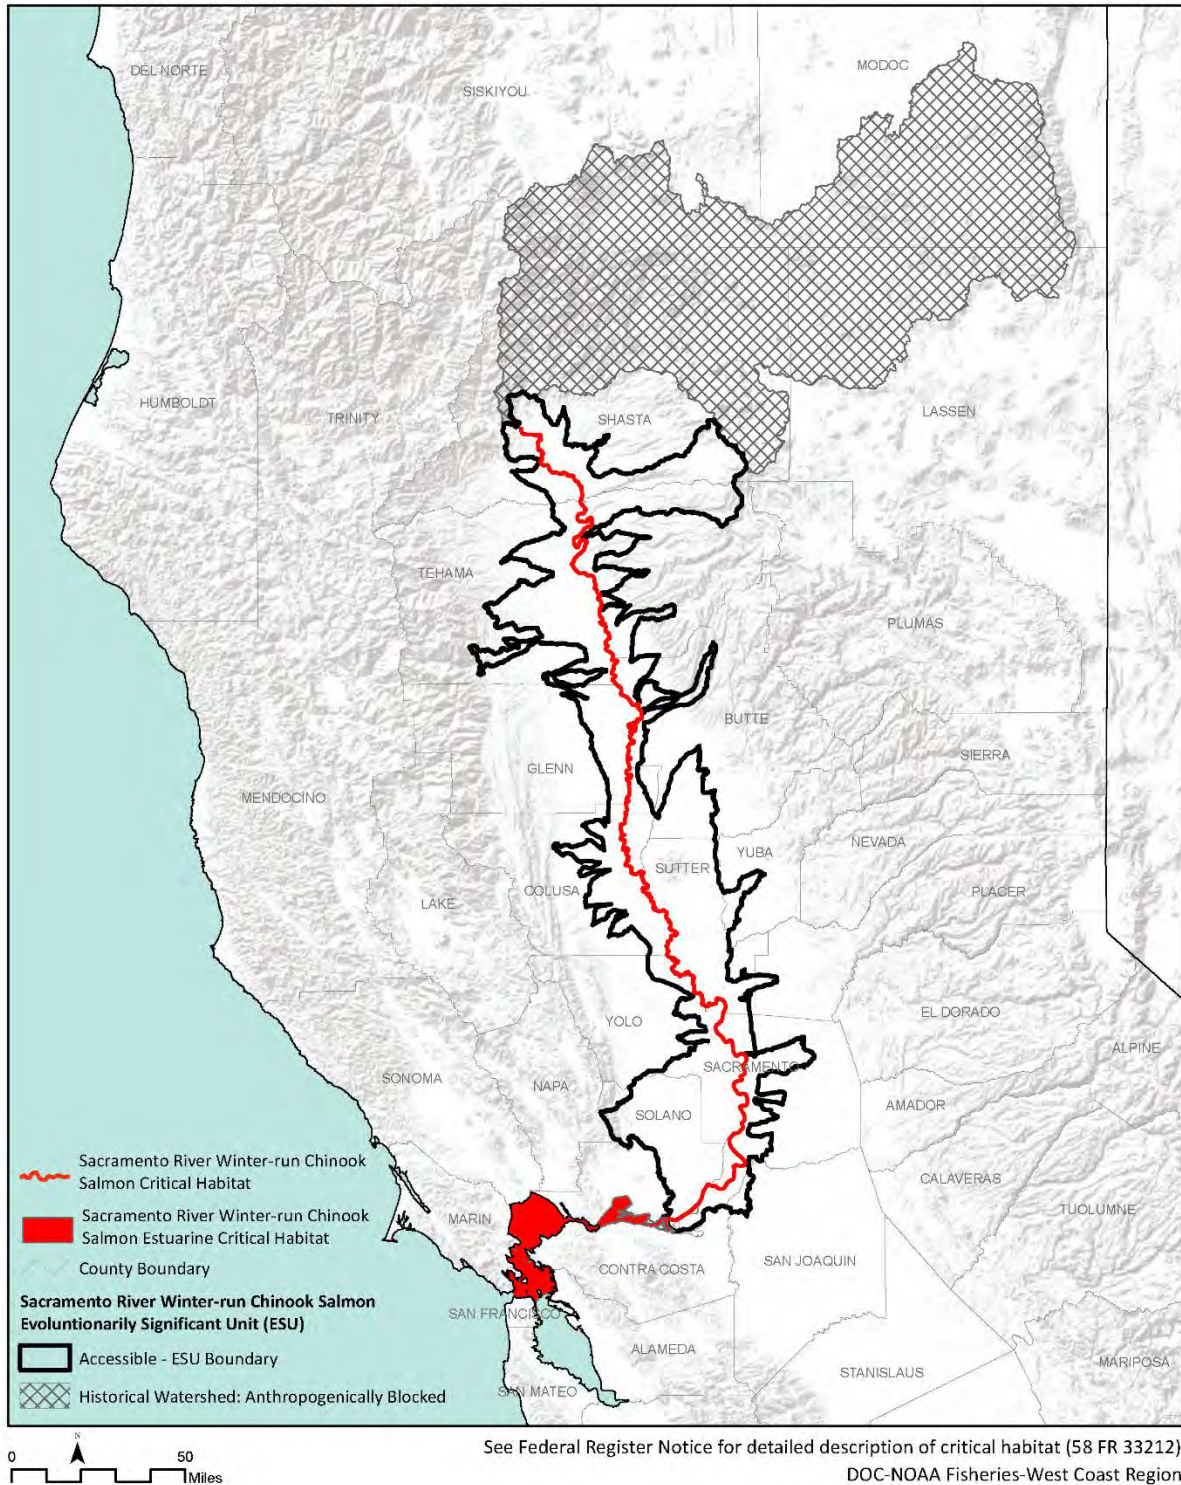 DEL NORTE
SISKIYOU
MODOC
HUMBOLDT
TRINITY
SHASTA
LASSEN
TEHAMA
PLUMAS
BUTTE
GLENN
SIERRA
MENDOCINO
NEVADA
YUBA
SUTTER
PLACER
COLUSA
LAKE
EL DORADO
YOLO
ALPINE
SACRAMENTO
SONOMA
NAPA
SOLANO
AMADOR
CALAVERAS
TUOLUMNE
MARIN
SAN JOAQUIN
CONTRA COSTA
SAN FRANCISCO
ALAMEDA
MARIPOSA
STANISLAUS
SAN MATEO
Sacramento River Winter-run Chinook
Salmon Critical Habitat
Sacramento River Winter-run Chinook
Salmon Estuarine Critical Habitat
County Boundary
Sacramento River Winter-run Chinook Salmon
Evoluntionarily Significant Unit (ESU)
Accessible - ESU Boundary
Historical Watershed: Anthropogenically Blocked
0 N 50
Miles
See Federal Register Notice for detailed description of critical habitat (58 FR 33212)
DOC-NOAA Fisheries-West Coast Region